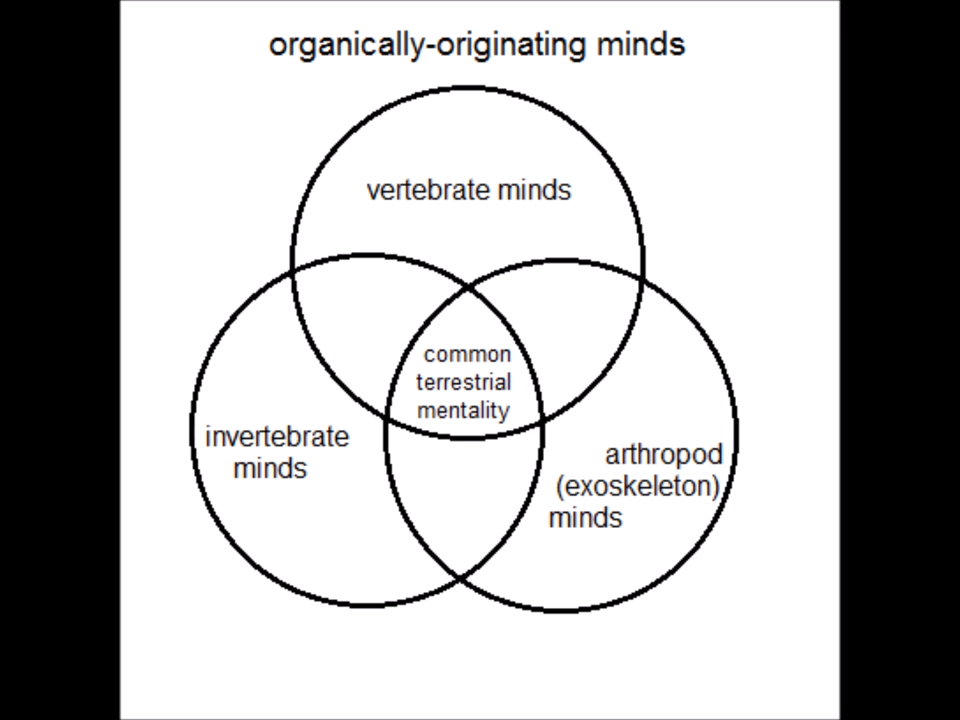 organically-originating minds
vertebrate minds
common
terrestrial
mentality
invertebrate
minds
arthropod
(exoskeleton)
minds